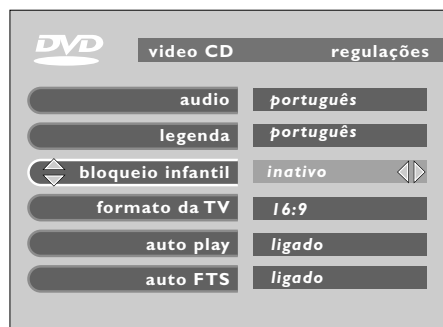 DVD video CD regulações
audio português
legenda português
bloqueio infantil inativo
formato da TV 16:9
auto play ligado
auto FTS ligado